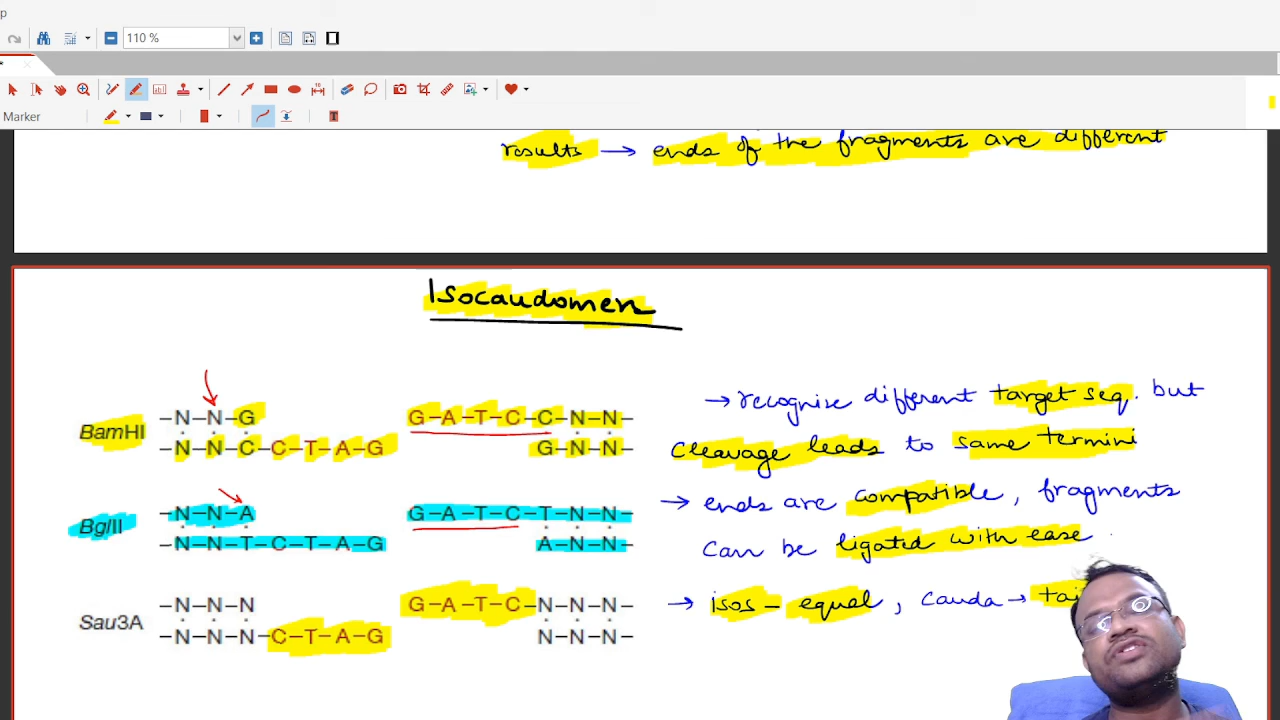 p
110 %
*
Marker
T
results → ends of the fragments are different
Isocaudomen
BamHI
–N–N–G
G–A–T–C–C–N–N–
–N–N–C–C–T–A–G
G–N–N–
→ recognise different target seq. but
cleavage leads to same termini
BglII
–N–N–A
G–A–T–C–T–N–N–
–N–N–T–C–T–A–G
A–N–N–
→ ends are compatible, fragments
can be ligated with ease
Sau3A
–N–N–N
G–A–T–C–N–N–N–
–N–N–N–C–T–A–G
N–N–N–
→ isos – equal, cauda →